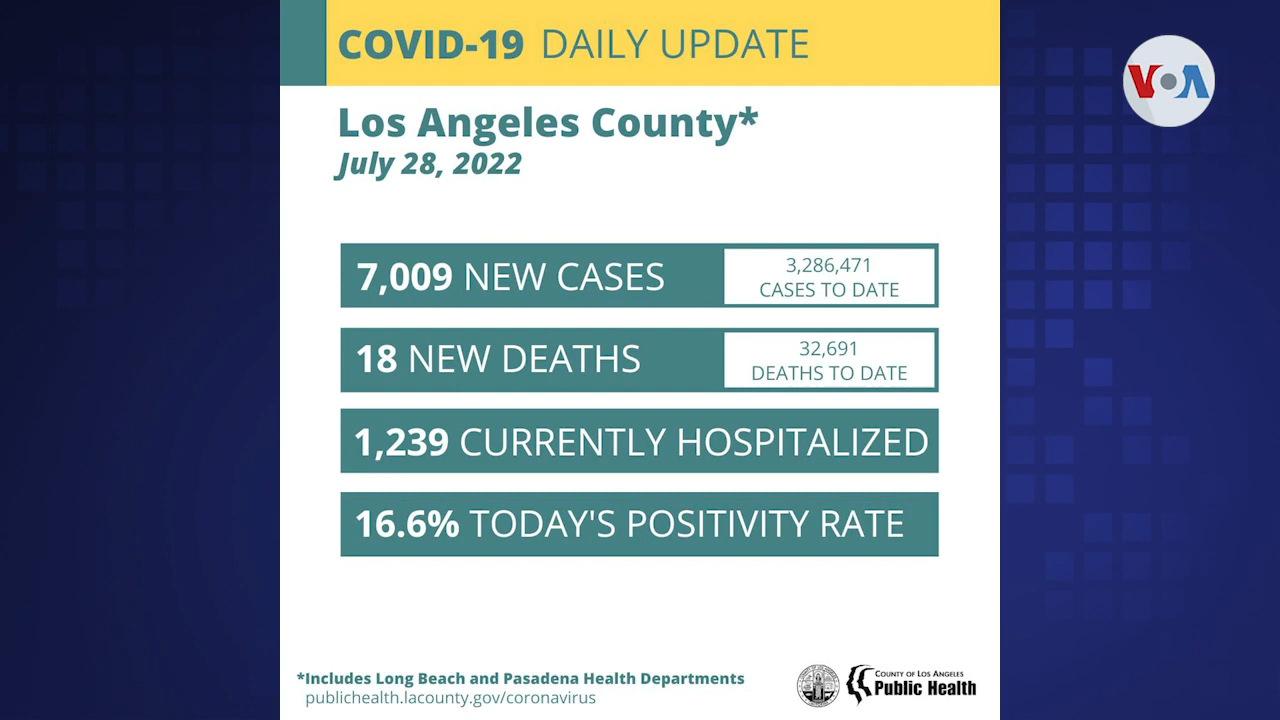 COVID-19 DAILY UPDATE
VOA
Los Angeles County*
July 28, 2022
7,009 NEW CASES
3,286,471
CASES TO DATE
18 NEW DEATHS
32,691
DEATHS TO DATE
1,239 CURRENTLY HOSPITALIZED
16.6% TODAY'S POSITIVITY RATE
*Includes Long Beach and Pasadena Health Departments
publichealth.lacounty.gov/coronavirus
COUNTY OF LOS ANGELES
Public Health